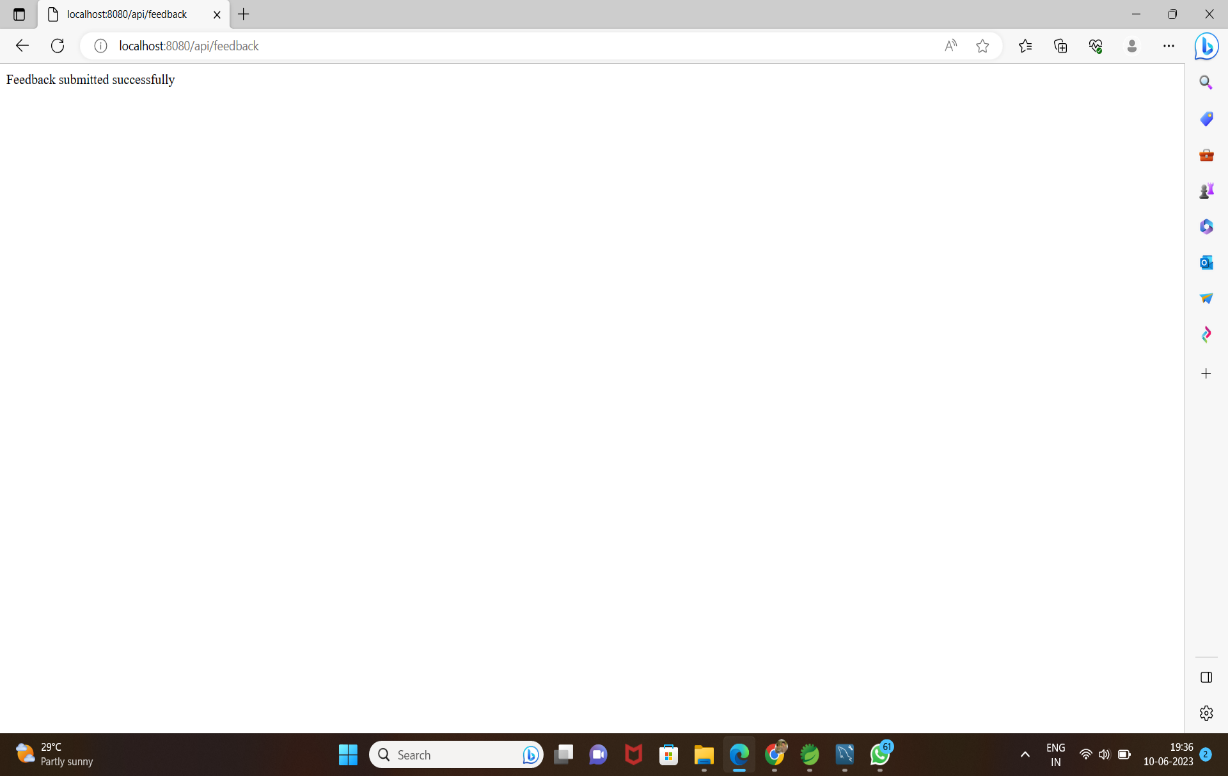 localhost:8080/api/feedback
localhost:8080/api/feedback
Feedback submitted successfully
29°C
Partly sunny
Search
61
ENG
IN
19:36
10-06-2023
2